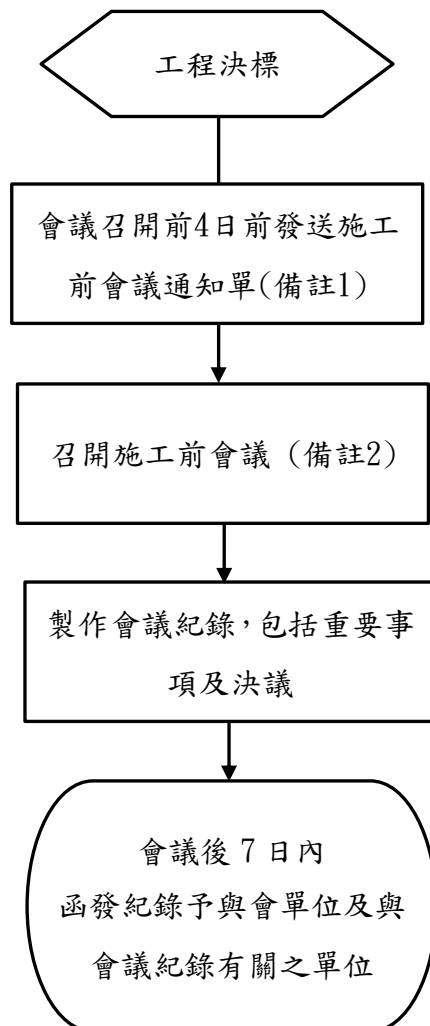 工程決標
會議召開前4日前發送施工
前會議通知單(備註1)
召開施工前會議 (備註2)
製作會議紀錄，包括重要事
項及決議
會議後 7 日內
函發紀錄予與會單位及與
會議紀錄有關之單位